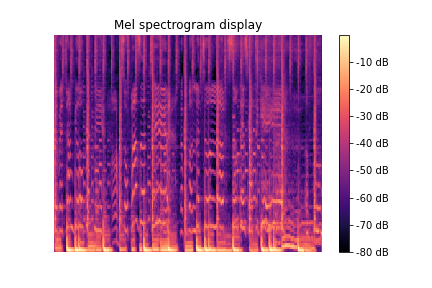 Mel spectrogram display
-10 dB
-20 dB
-30 dB
-40 dB
-50 dB
-60 dB
-70 dB
-80 dB